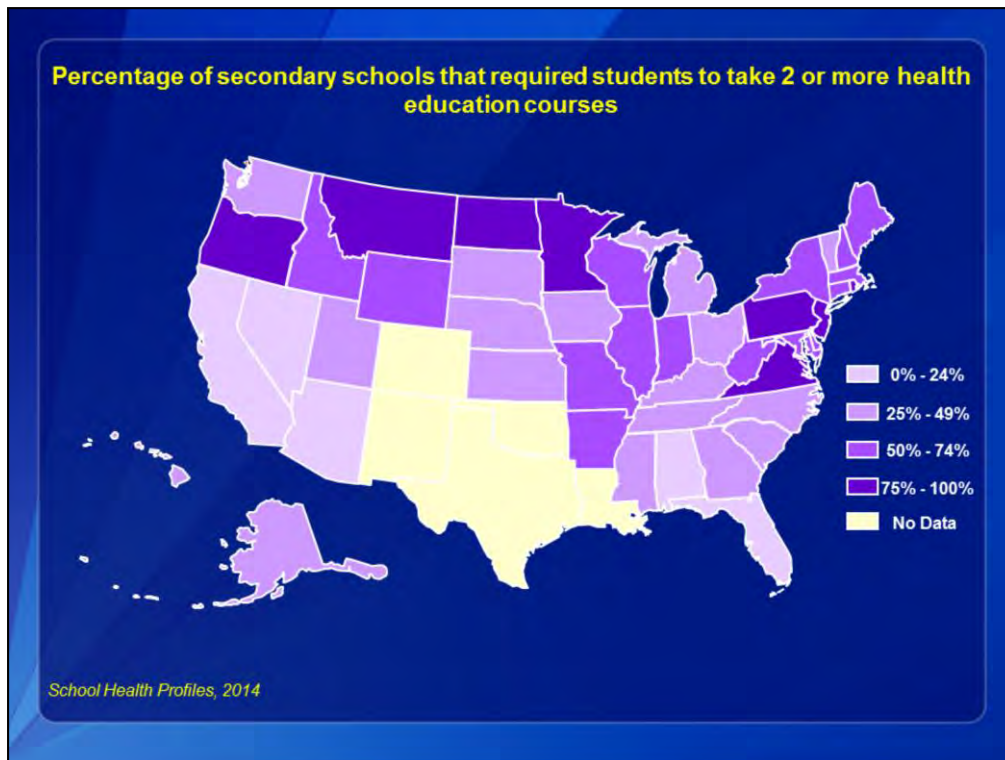 Percentage of secondary schools that required students to take 2 or more health
education courses
0% - 24%
25% - 49%
50% - 74%
75% - 100%
No Data
School Health Profiles, 2014